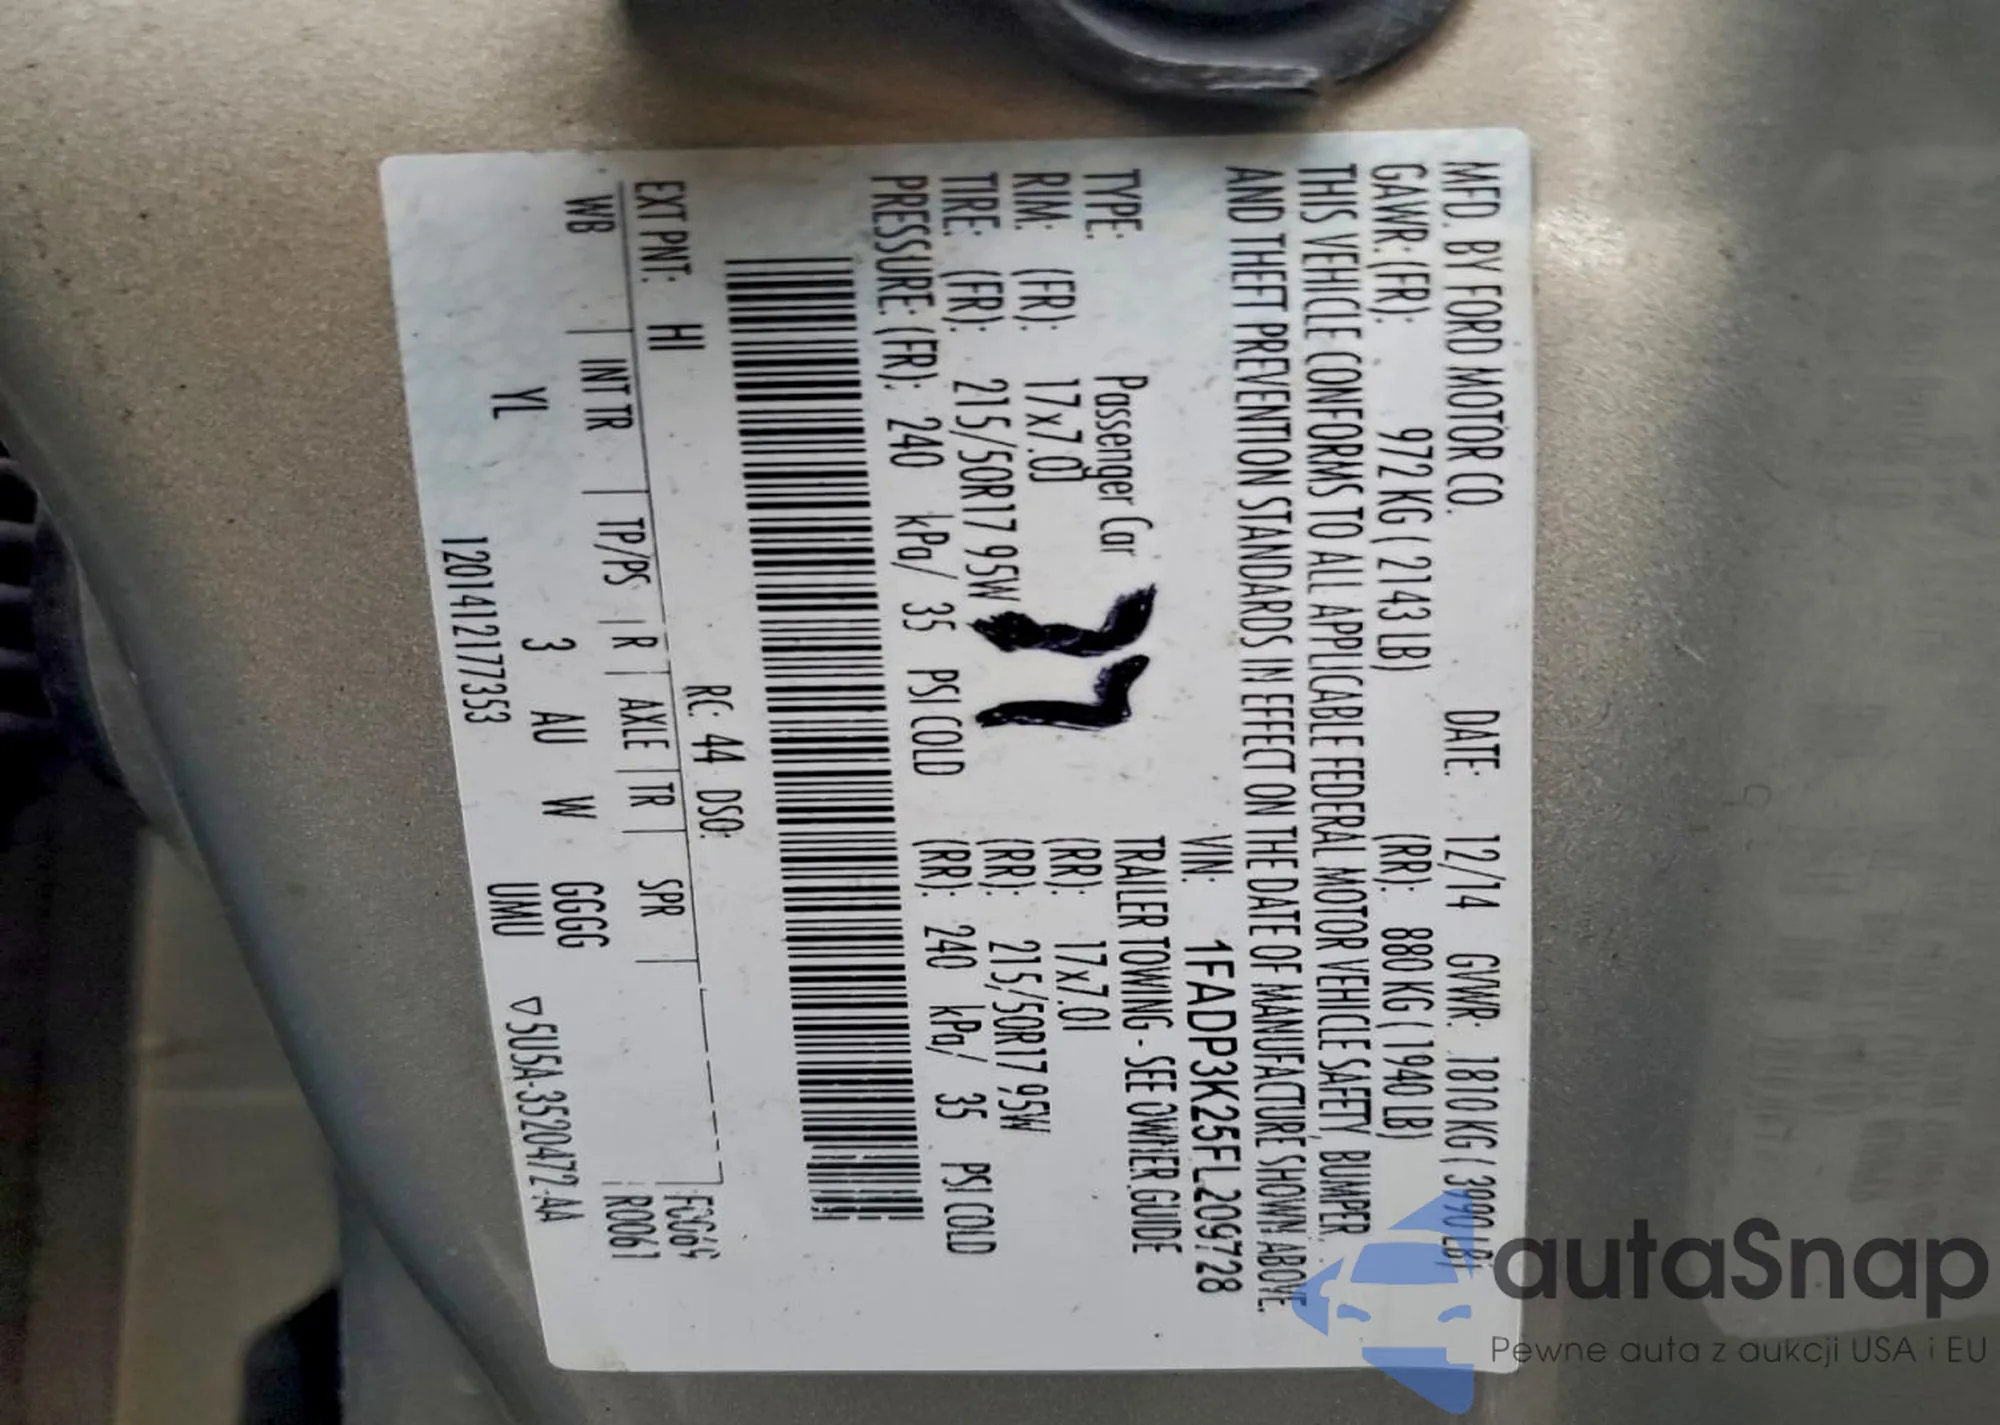 MFD. BY FORD MOTOR CO. DATE: 12/14 GVWR: 1810 KG ( 3990 LB)
GAWR: (FR): 972 KG ( 2143 LB) (RR): 880 KG ( 1940 LB)
THIS VEHICLE CONFORMS TO ALL APPLICABLE FEDERAL MOTOR VEHICLE SAFETY, BUMPER,
AND THEFT PREVENTION STANDARDS IN EFFECT ON THE DATE OF MANUFACTURE SHOWN ABOVE.
VIN: 1FADP3K25FL209728
TYPE: Passenger Car TRAILER TOWING - SEE OWNER GUIDE
RIM: (FR): 17x7.0J (RR): 17x7.0J
TIRE: (FR): 215/50R17 95W (RR): 215/50R17 95W
PRESSURE: (FR): 240 kPa/ 35 PSI COLD (RR): 240 kPa/ 35 PSI COLD
RC: 44 DSO:
EXT PNT: HI
WB INT TR TP/PS R AXLE TR SPR R0061
YL 3 AU W GGGG
120141217353 UMU ▽5U5A-3520472-AA
autaSnap
Pewne auta z aukcji USA i EU